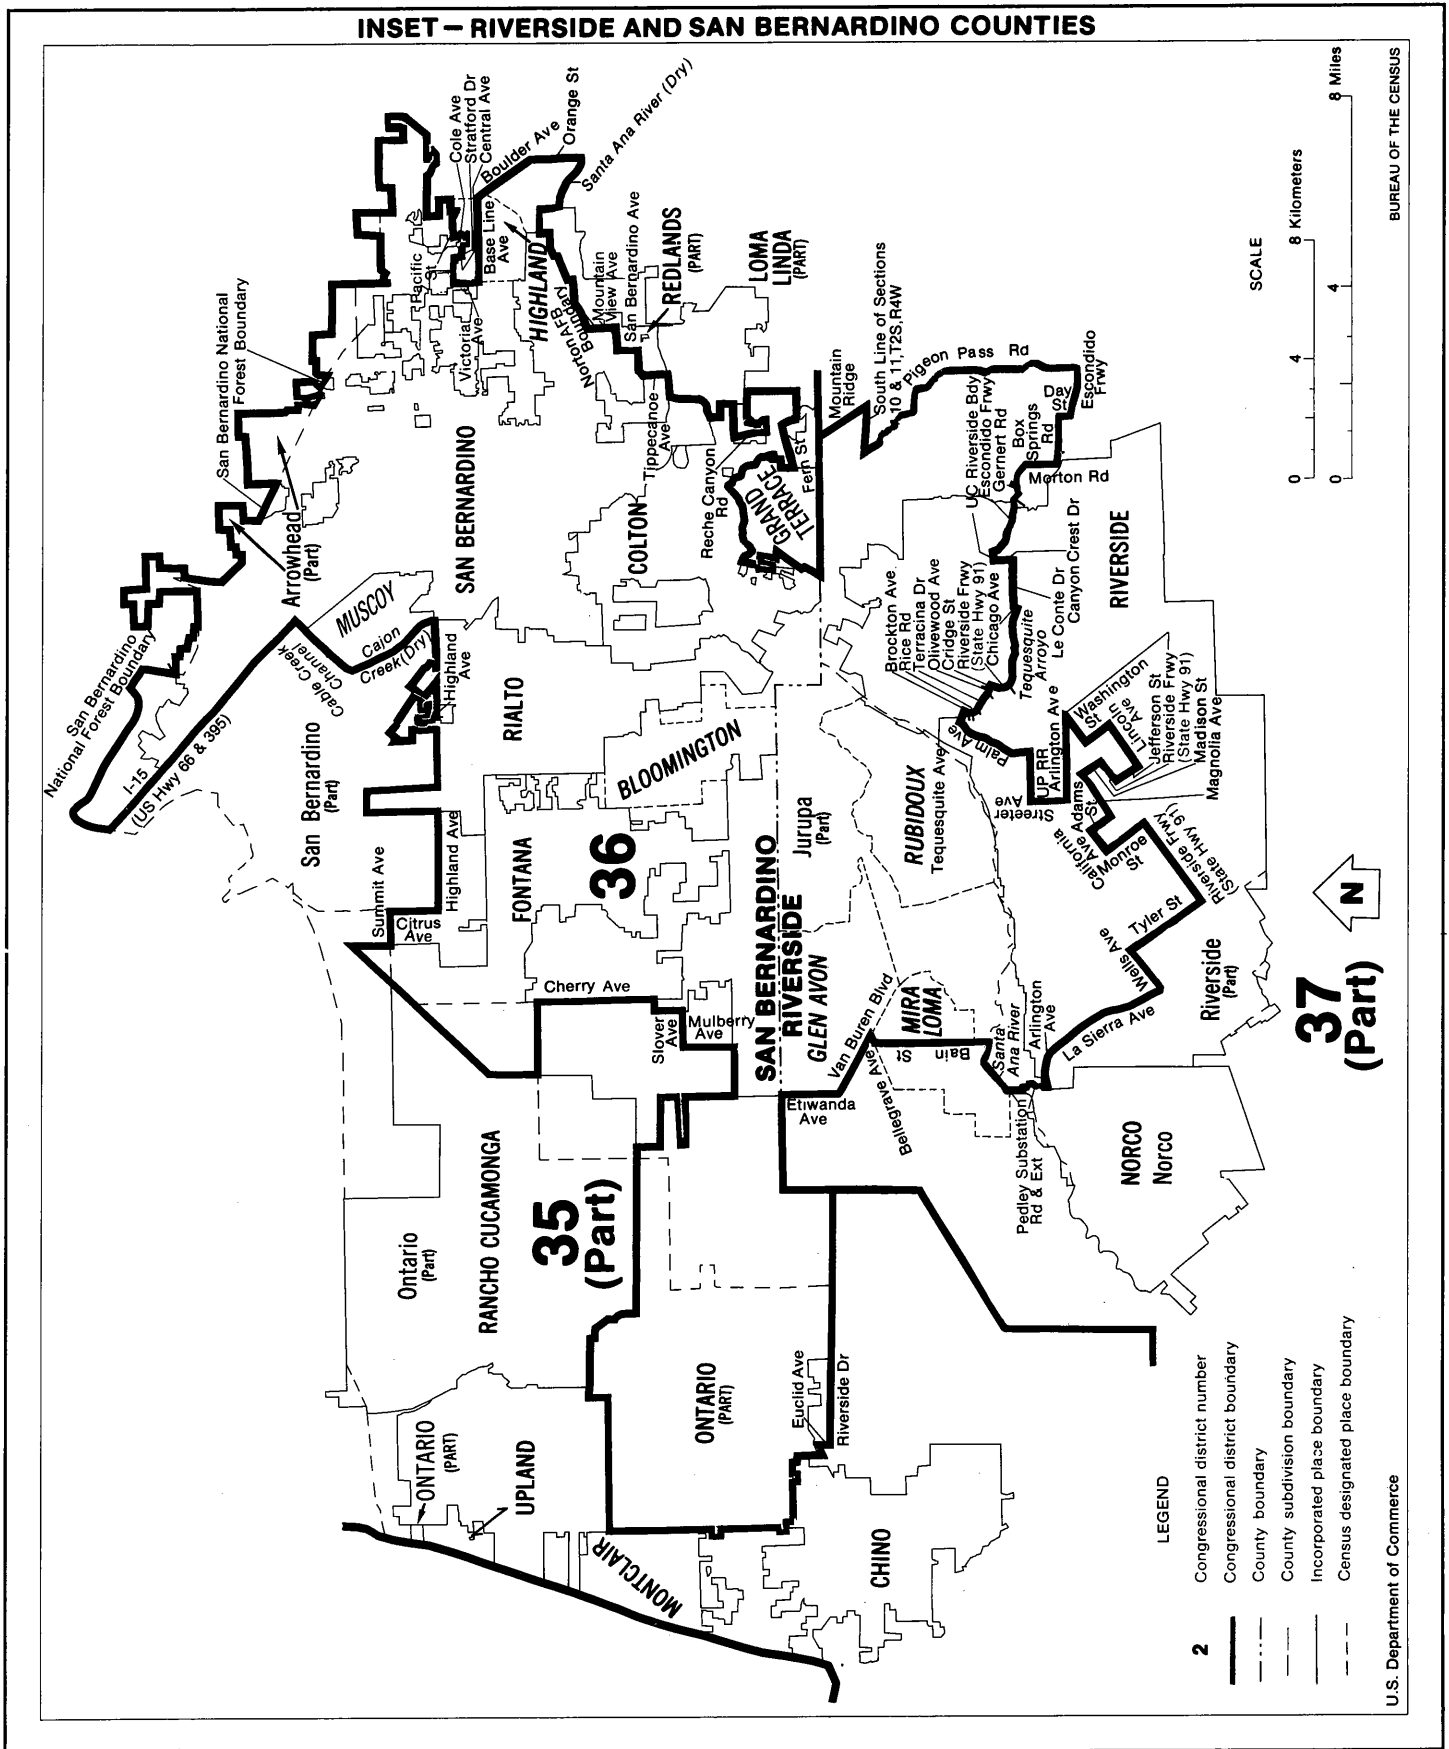 INSET — RIVERSIDE AND SAN BERNARDINO COUNTIES
Cole Ave
Stratford Dr
Central Ave
Boulder Ave
Orange St
Santa Ana River (Dry)
Base Line
Ave
Pacific
St
Victoria
Ave
HIGHLAND
Norton AFB
Boundary
Mountain
View Ave
San Bernardino Ave
REDLANDS
(PART)
LOMA
LINDA
(PART)
San Bernardino National
Forest Boundary
Arrowhead
(Part)
SAN BERNARDINO
Tippecanoe
Ave
COLTON
Reche Canyon
Rd
GRAND
TERRACE
Fern St
Mountain
Ridge
South Line of Sections
10 & 11,T2S,R4W
Pigeon Pass Rd
UC Riverside Bdy
Escondido Frwy
Gernert Rd
Box
Springs
Rd
Day
St
Escondido
Frwy
Morton Rd
San Bernardino
National Forest Boundary
I-15
(US Hwy 66 & 395)
Cable Creek
Channel
MUSCOY
Cajon
Creek(Dry)
Highland
Ave
San Bernardino
(Part)
RIALTO
BLOOMINGTON
Brockton Ave
Rice Rd
Terracina Dr
Olivewood Ave
Cridge St
Riverside Frwy
(State Hwy 91)
Chicago Ave
Tequesquite
Arroyo
Le Conte Dr
Canyon Crest Dr
RIVERSIDE
Palm Ave
UP RR
Arlington Ave
Washington
St
Lincoln
Ave
Jefferson St
Riverside Frwy
(State Hwy 91)
Madison St
Magnolia Ave
Streeter
Ave
Adams
St
California
Ave
Monroe
St
Riverside Frwy
(State Hwy 91)
Tequesquite Ave
RUBIDOUX
Jurupa
(Part)
Summit Ave
Citrus
Ave
Highland Ave
FONTANA
36
SAN BERNARDINO
RIVERSIDE
Cherry Ave
Slover
Ave
Mulberry
Ave
GLEN AVON
Van Buren Blvd
MIRA
LOMA
Bain
St
Santa
Ana River
Arlington
Ave
La Sierra Ave
Wells Ave
Tyler St
Riverside
(Part)
37
(Part)
N
Etiwanda
Ave
Bellegrave Ave
Pedley Substation
Rd & Ext
NORCO
Norco
35
(Part)
RANCHO CUCAMONGA
Ontario
(Part)
ONTARIO
(PART)
UPLAND
ONTARIO
(PART)
Euclid Ave
Riverside Dr
MONTCLAIR
CHINO
SCALE
0 4 8 Kilometers
0 4 8 Miles
LEGEND
2 Congressional district number
Congressional district boundary
County boundary
County subdivision boundary
Incorporated place boundary
Census designated place boundary
U.S. Department of Commerce
BUREAU OF THE CENSUS